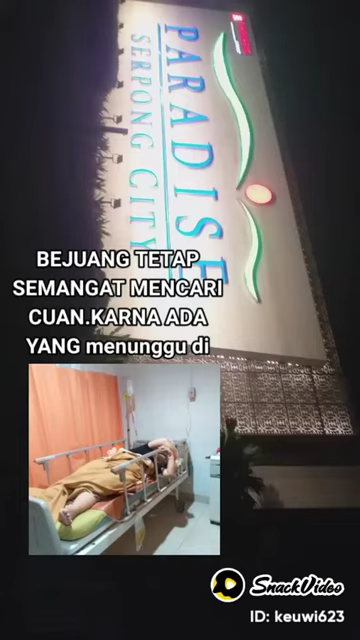 PARADISE
SERPONG CITY
BEJUANG TETAP
SEMANGAT MENCARI
CUAN.KARNA ADA
YANG menunggu di
SnackVideo
ID: keuwi623